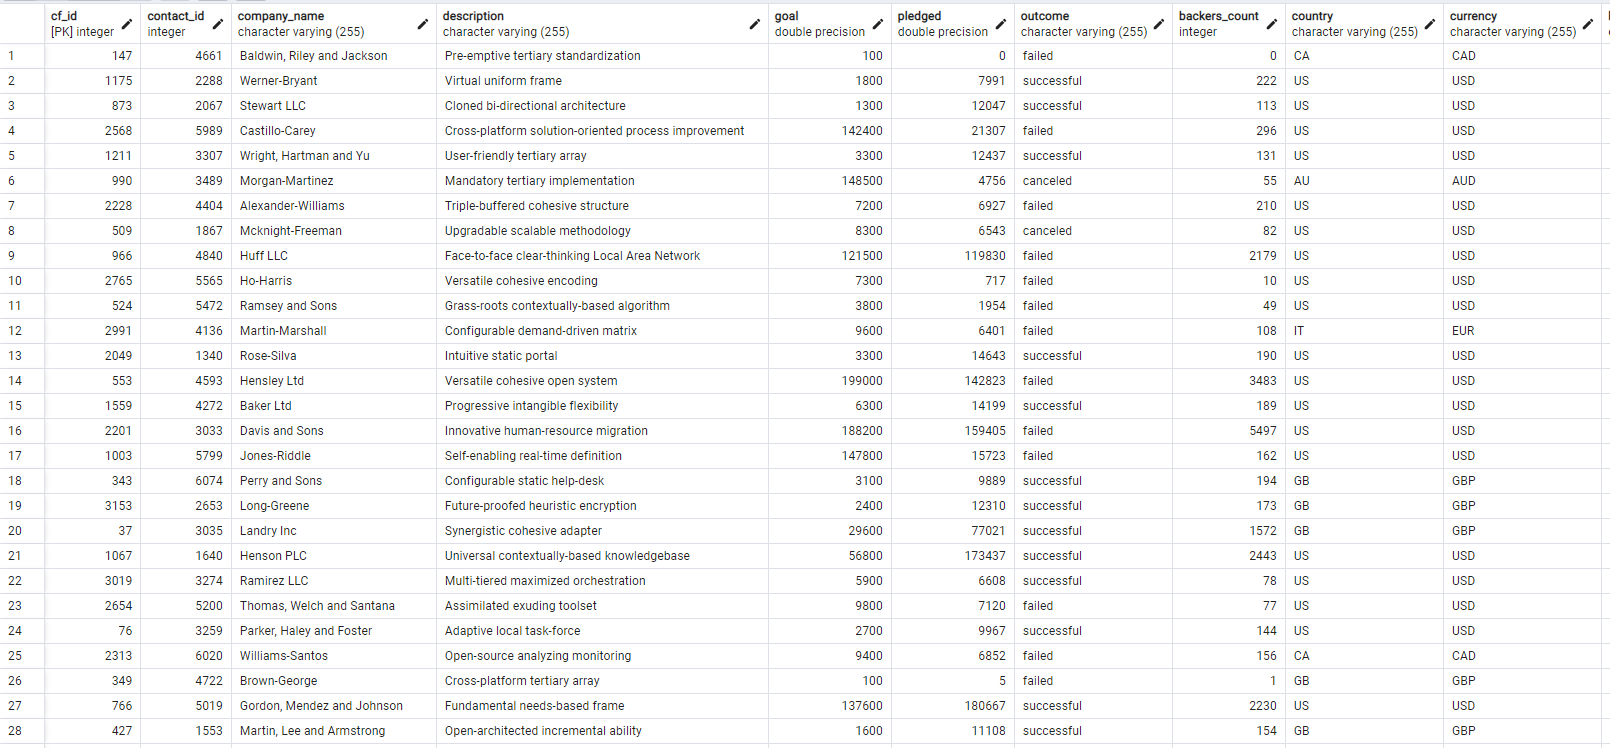 cf_id contact_id company_name description goal pledged outcome backers_count country currency
[PK] integer integer character varying (255) character varying (255) double precision double precision character varying (255) integer character varying (255) character varying (255)
1 147 4661 Baldwin, Riley and Jackson Pre-emptive tertiary standardization 100 0 failed 0 CA CAD
2 1175 2288 Werner-Bryant Virtual uniform frame 1800 7991 successful 222 US USD
3 873 2067 Stewart LLC Cloned bi-directional architecture 1300 12047 successful 113 US USD
4 2568 5989 Castillo-Carey Cross-platform solution-oriented process improvement 142400 21307 failed 296 US USD
5 1211 3307 Wright, Hartman and Yu User-friendly tertiary array 3300 12437 successful 131 US USD
6 990 3489 Morgan-Martinez Mandatory tertiary implementation 148500 4756 canceled 55 AU AUD
7 2228 4404 Alexander-Williams Triple-buffered cohesive structure 7200 6927 failed 210 US USD
8 509 1867 Mcknight-Freeman Upgradable scalable methodology 8300 6543 canceled 82 US USD
9 966 4840 Huff LLC Face-to-face clear-thinking Local Area Network 121500 119830 failed 2179 US USD
10 2765 5565 Ho-Harris Versatile cohesive encoding 7300 717 failed 10 US USD
11 524 5472 Ramsey and Sons Grass-roots contextually-based algorithm 3800 1954 failed 49 US USD
12 2991 4136 Martin-Marshall Configurable demand-driven matrix 9600 6401 failed 108 IT EUR
13 2049 1340 Rose-Silva Intuitive static portal 3300 14643 successful 190 US USD
14 553 4593 Hensley Ltd Versatile cohesive open system 199000 142823 failed 3483 US USD
15 1559 4272 Baker Ltd Progressive intangible flexibility 6300 14199 successful 189 US USD
16 2201 3033 Davis and Sons Innovative human-resource migration 188200 159405 failed 5497 US USD
17 1003 5799 Jones-Riddle Self-enabling real-time definition 147800 15723 failed 162 US USD
18 343 6074 Perry and Sons Configurable static help-desk 3100 9889 successful 194 GB GBP
19 3153 2653 Long-Greene Future-proofed heuristic encryption 2400 12310 successful 173 GB GBP
20 37 3035 Landry Inc Synergistic cohesive adapter 29600 77021 successful 1572 GB GBP
21 1067 1640 Henson PLC Universal contextually-based knowledgebase 56800 173437 successful 2443 US USD
22 3019 3274 Ramirez LLC Multi-tiered maximized orchestration 5900 6608 successful 78 US USD
23 2654 5200 Thomas, Welch and Santana Assimilated exuding toolset 9800 7120 failed 77 US USD
24 76 3259 Parker, Haley and Foster Adaptive local task-force 2700 9967 successful 144 US USD
25 2313 6020 Williams-Santos Open-source analyzing monitoring 9400 6852 failed 156 CA CAD
26 349 4722 Brown-George Cross-platform tertiary array 100 5 failed 1 GB GBP
27 766 5019 Gordon, Mendez and Johnson Fundamental needs-based frame 137600 180667 successful 2230 US USD
28 427 1553 Martin, Lee and Armstrong Open-architected incremental ability 1600 11108 successful 154 GB GBP